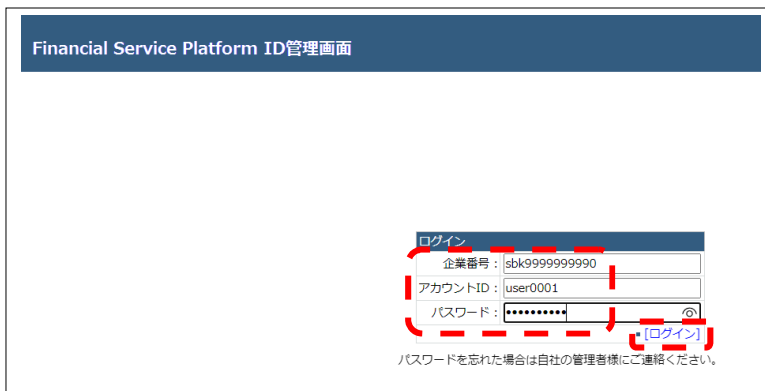 Financial Service Platform ID管理画面
ログイン
企業番号： sbk9999999990
アカウントID： user0001
パスワード： ••••••••••
[ログイン]
パスワードを忘れた場合は自社の管理者様にご連絡ください。